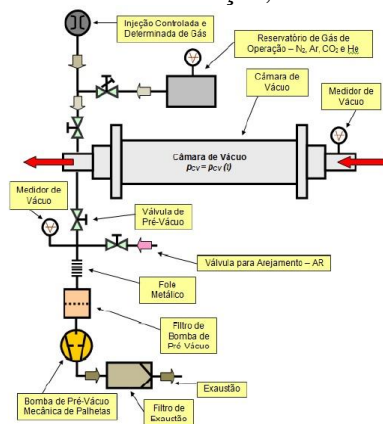 Injeção Controlada e
Determinada de Gás
Reservatório de Gás de
Operação – N₂, Ar, CO₂ e He
Câmara de
Vácuo
Medidor de
Vácuo
Câmara de Vácuo
pcv = pcv (t)
Medidor de
Vácuo
Válvula de
Pré-Vácuo
Válvula para Arejamento – AR
Fole
Metálico
Filtro de
Bomba de
Pré-Vácuo
Exaustão
Bomba de Pré-Vácuo
Mecânica de Palhetas
Filtro de
Exaustão